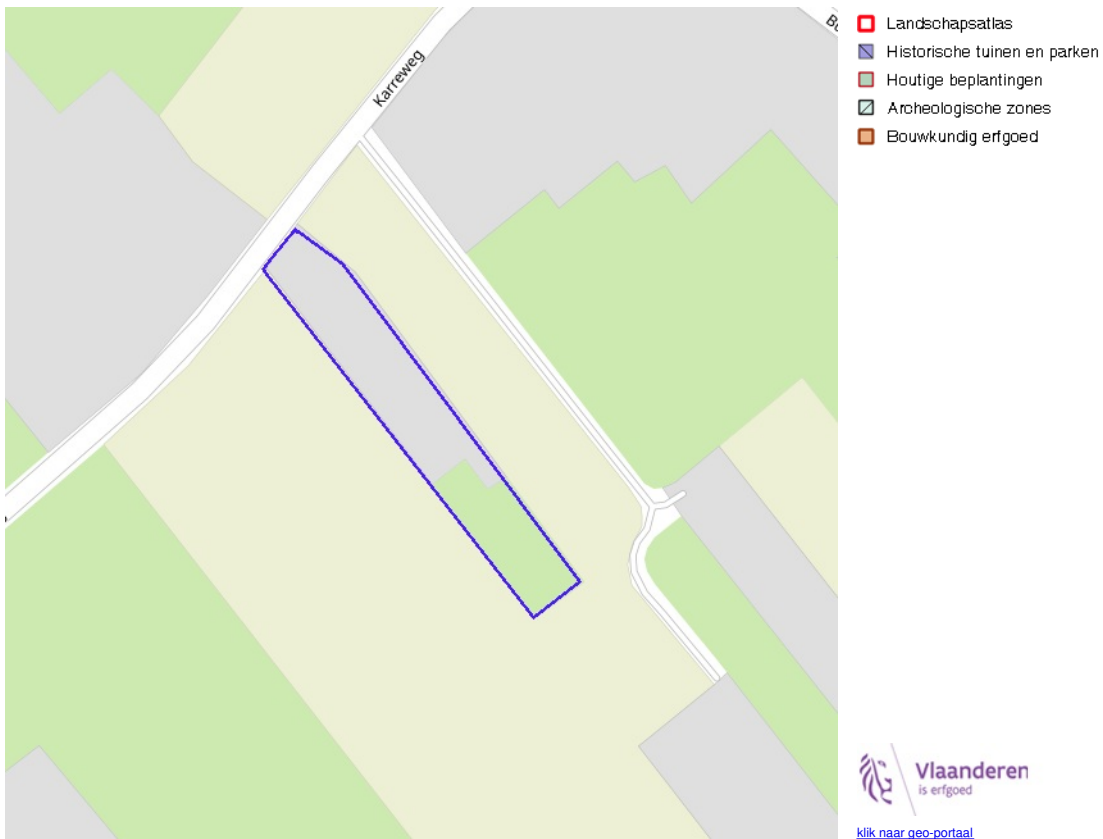 Karreweg
Landschapsatlas
Historische tuinen en parken
Houtige beplantingen
Archeologische zones
Bouwkundig erfgoed
Vlaanderen
is erfgoed
klik naar geo-portaal